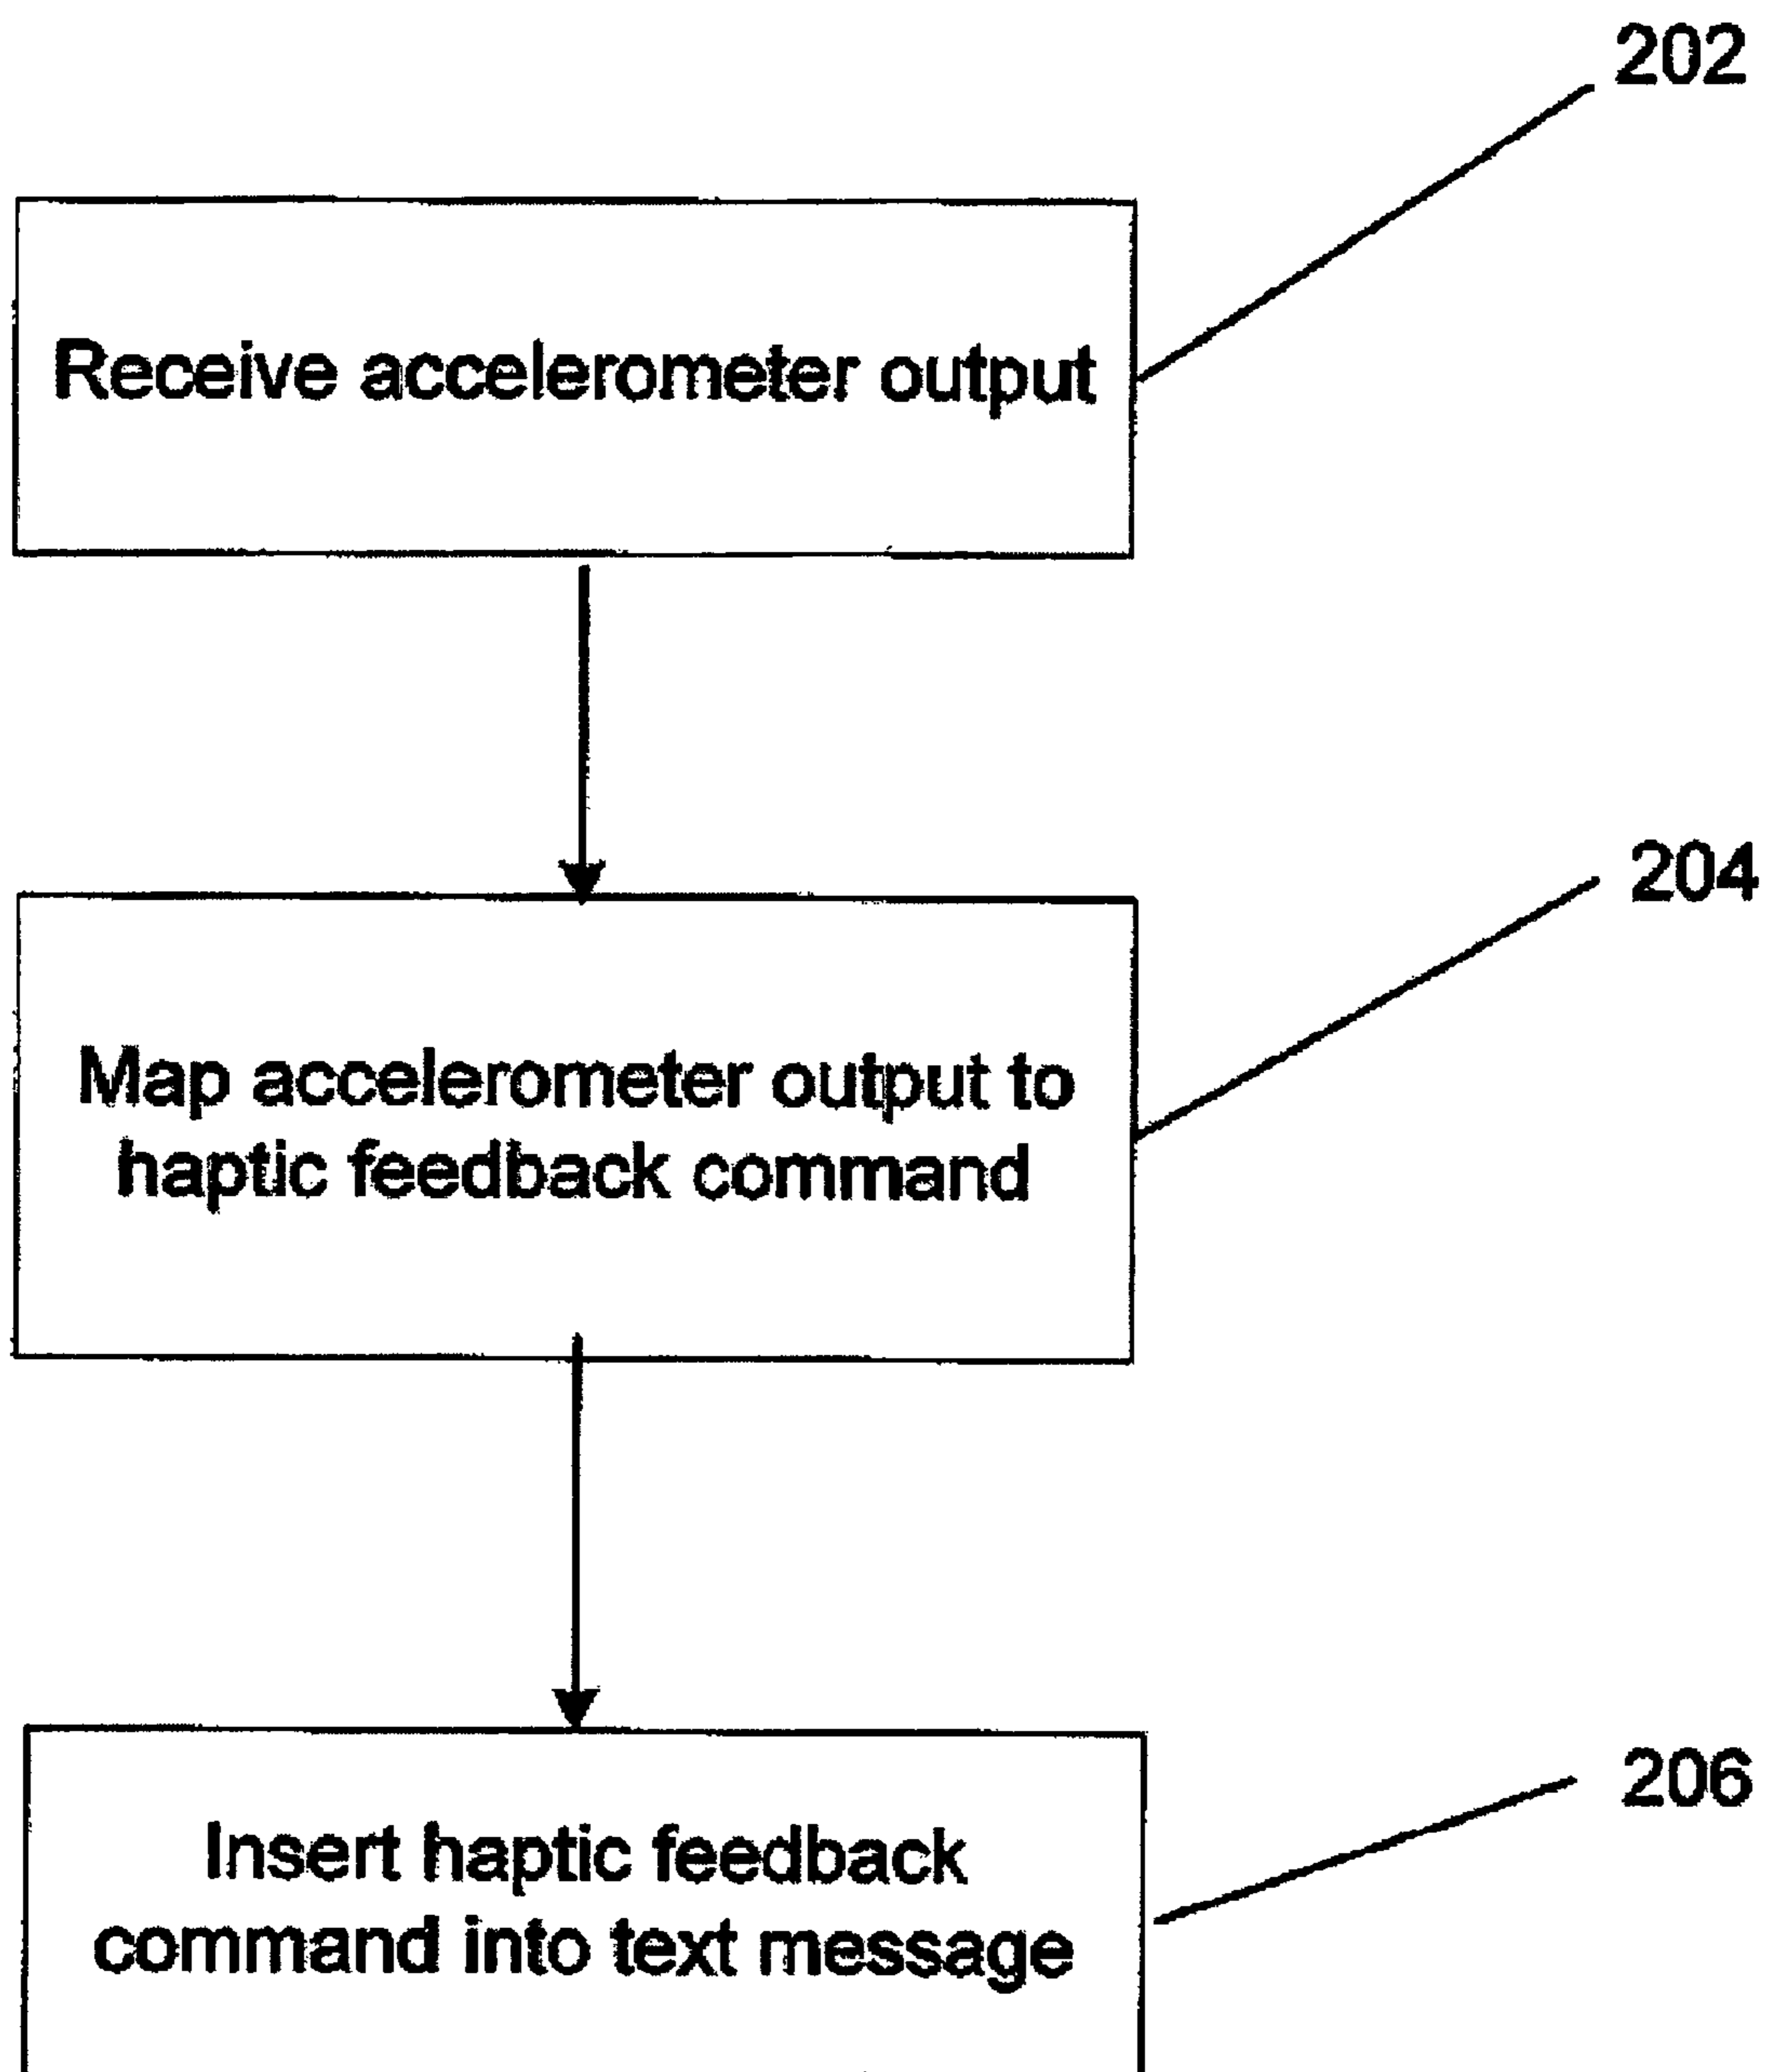 202
Receive accelerometer output
204
Map accelerometer output to
haptic feedback command
206
Insert haptic feedback
command into text message